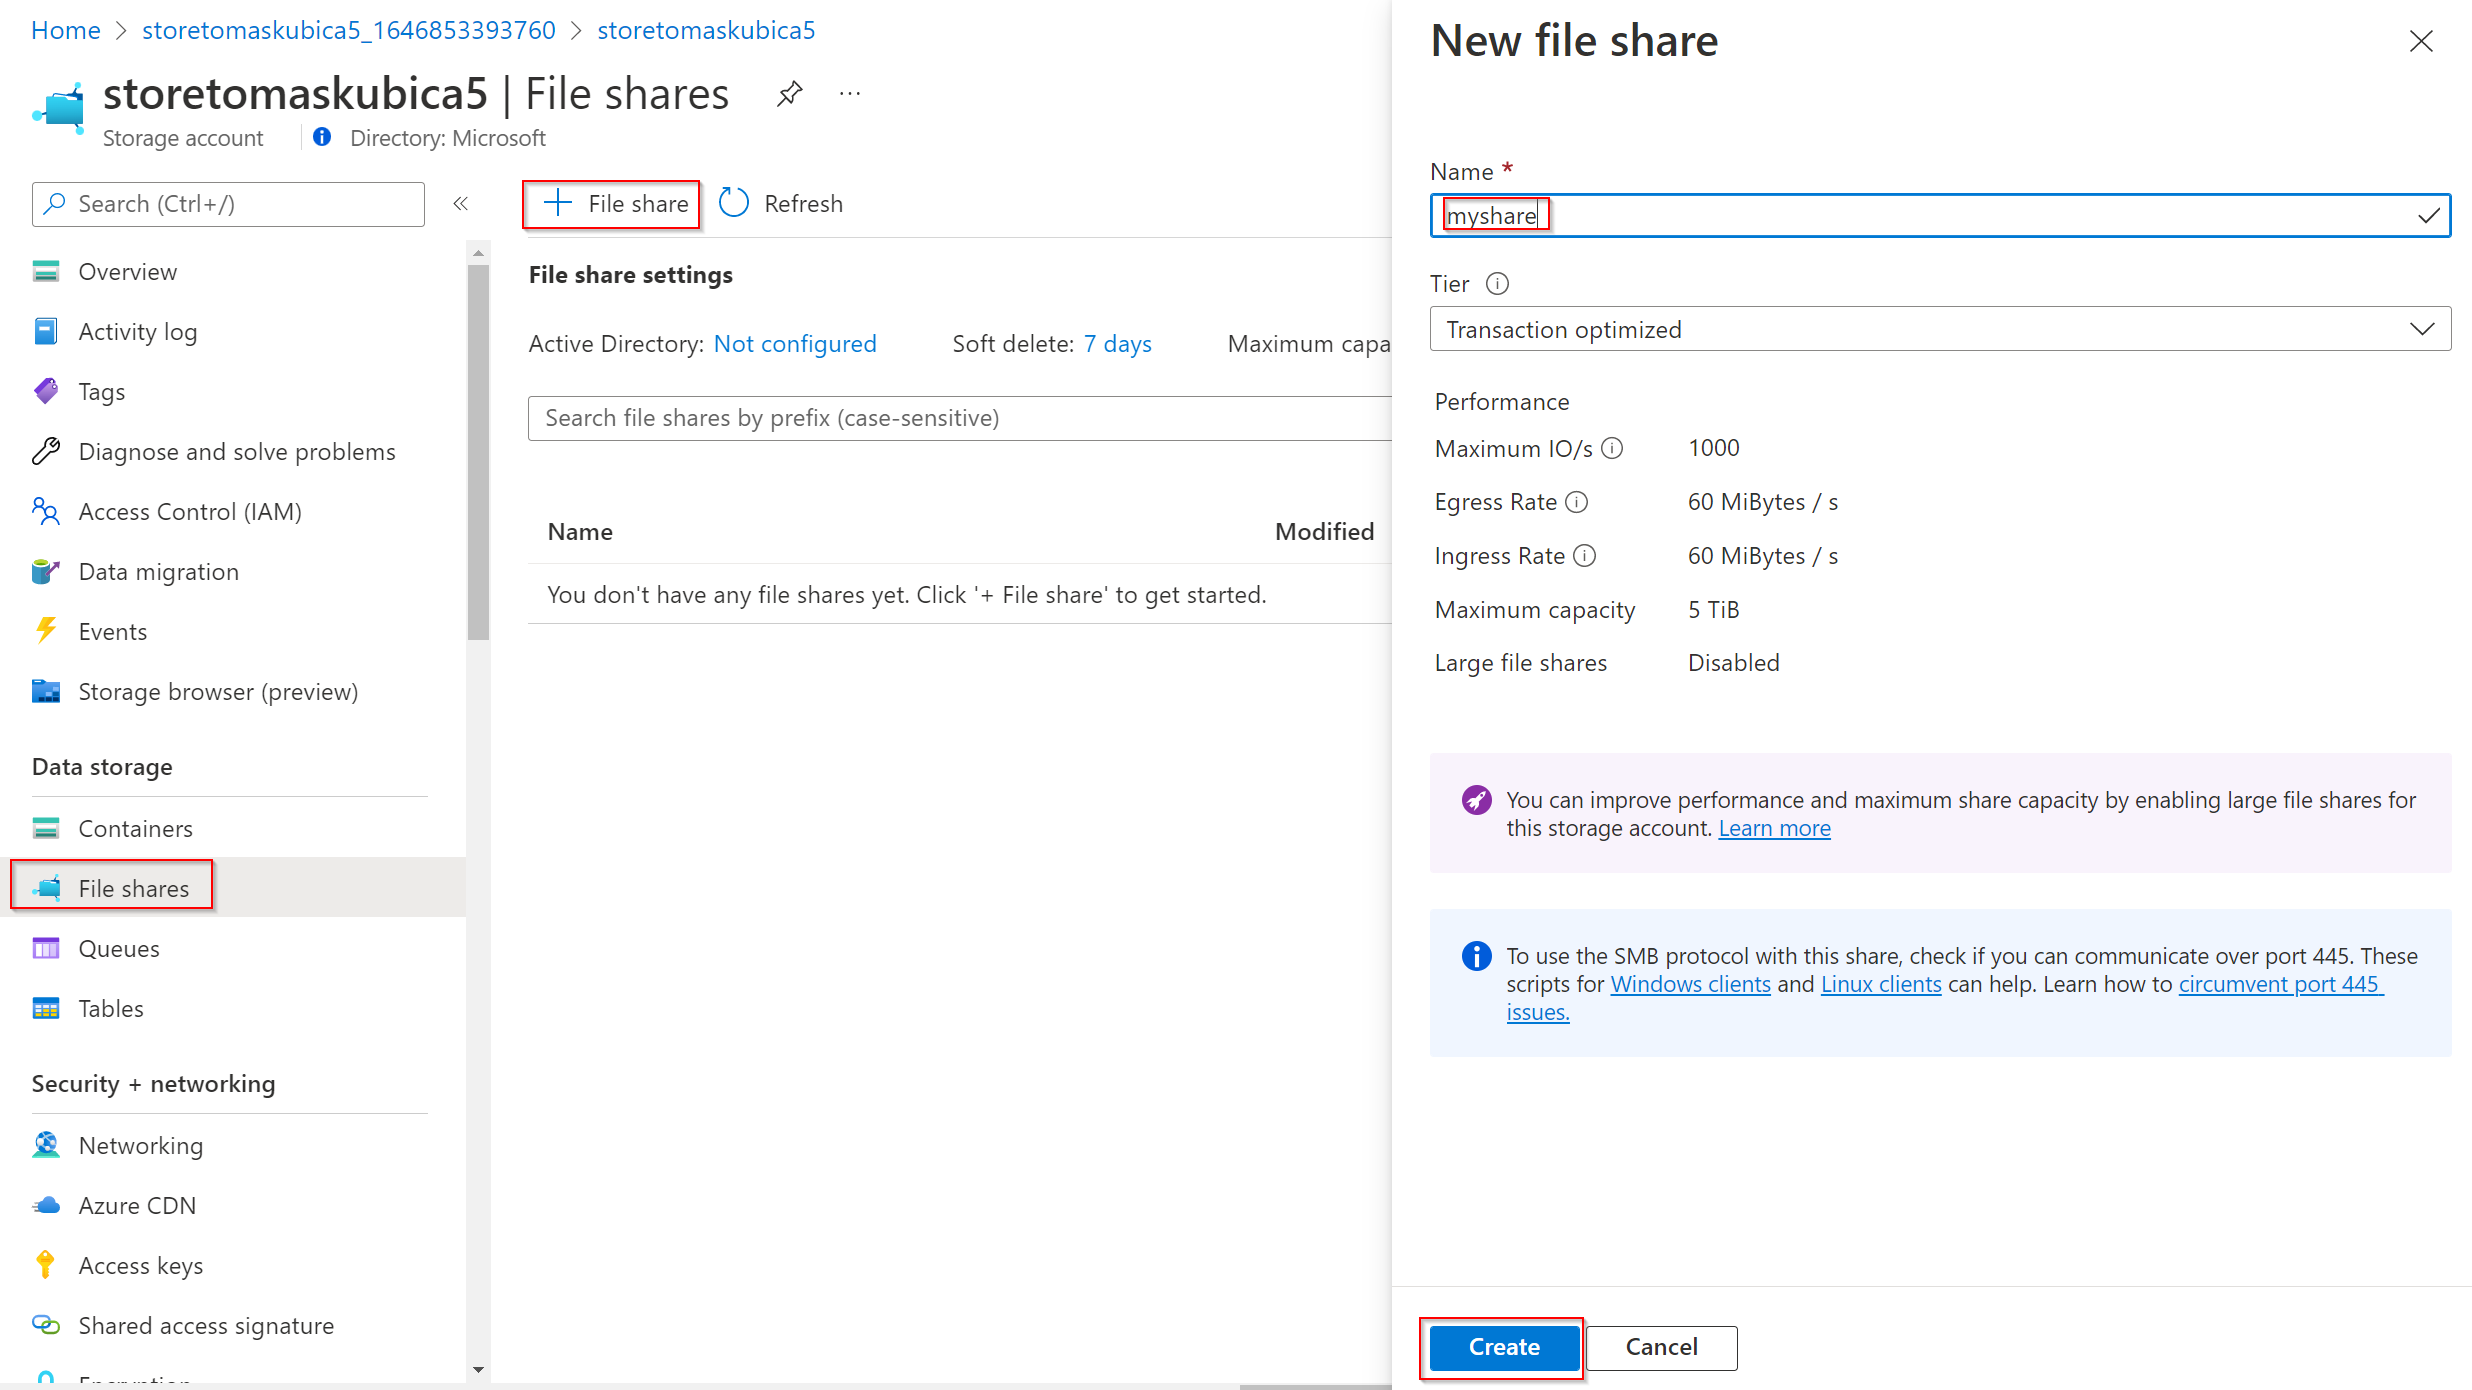 Home > storetomaskubica5_1646853393760 > storetomaskubica5
storetomaskubica5 | File shares ...
Storage account
Directory: Microsoft
Search (Ctrl+/)
«
Overview
Activity log
Tags
Diagnose and solve problems
Access Control (IAM)
Data migration
Events
Storage browser (preview)
Data storage
Containers
File shares
Queues
Tables
Security + networking
Networking
Azure CDN
Access keys
Shared access signature
Encryption
+ File share
Refresh
File share settings
Active Directory: Not configured Soft delete: 7 days Maximum capa
Search file shares by prefix (case-sensitive)
Name Modified
You don't have any file shares yet. Click '+ File share' to get started.
New file share
Name *
myshare
Tier
Transaction optimized
Performance
Maximum IO/s 1000
Egress Rate 60 MiBytes / s
Ingress Rate 60 MiBytes / s
Maximum capacity 5 TiB
Large file shares Disabled
You can improve performance and maximum share capacity by enabling large file shares for
this storage account. Learn more
To use the SMB protocol with this share, check if you can communicate over port 445. These
scripts for Windows clients and Linux clients can help. Learn how to circumvent port 445
issues.
Create
Cancel